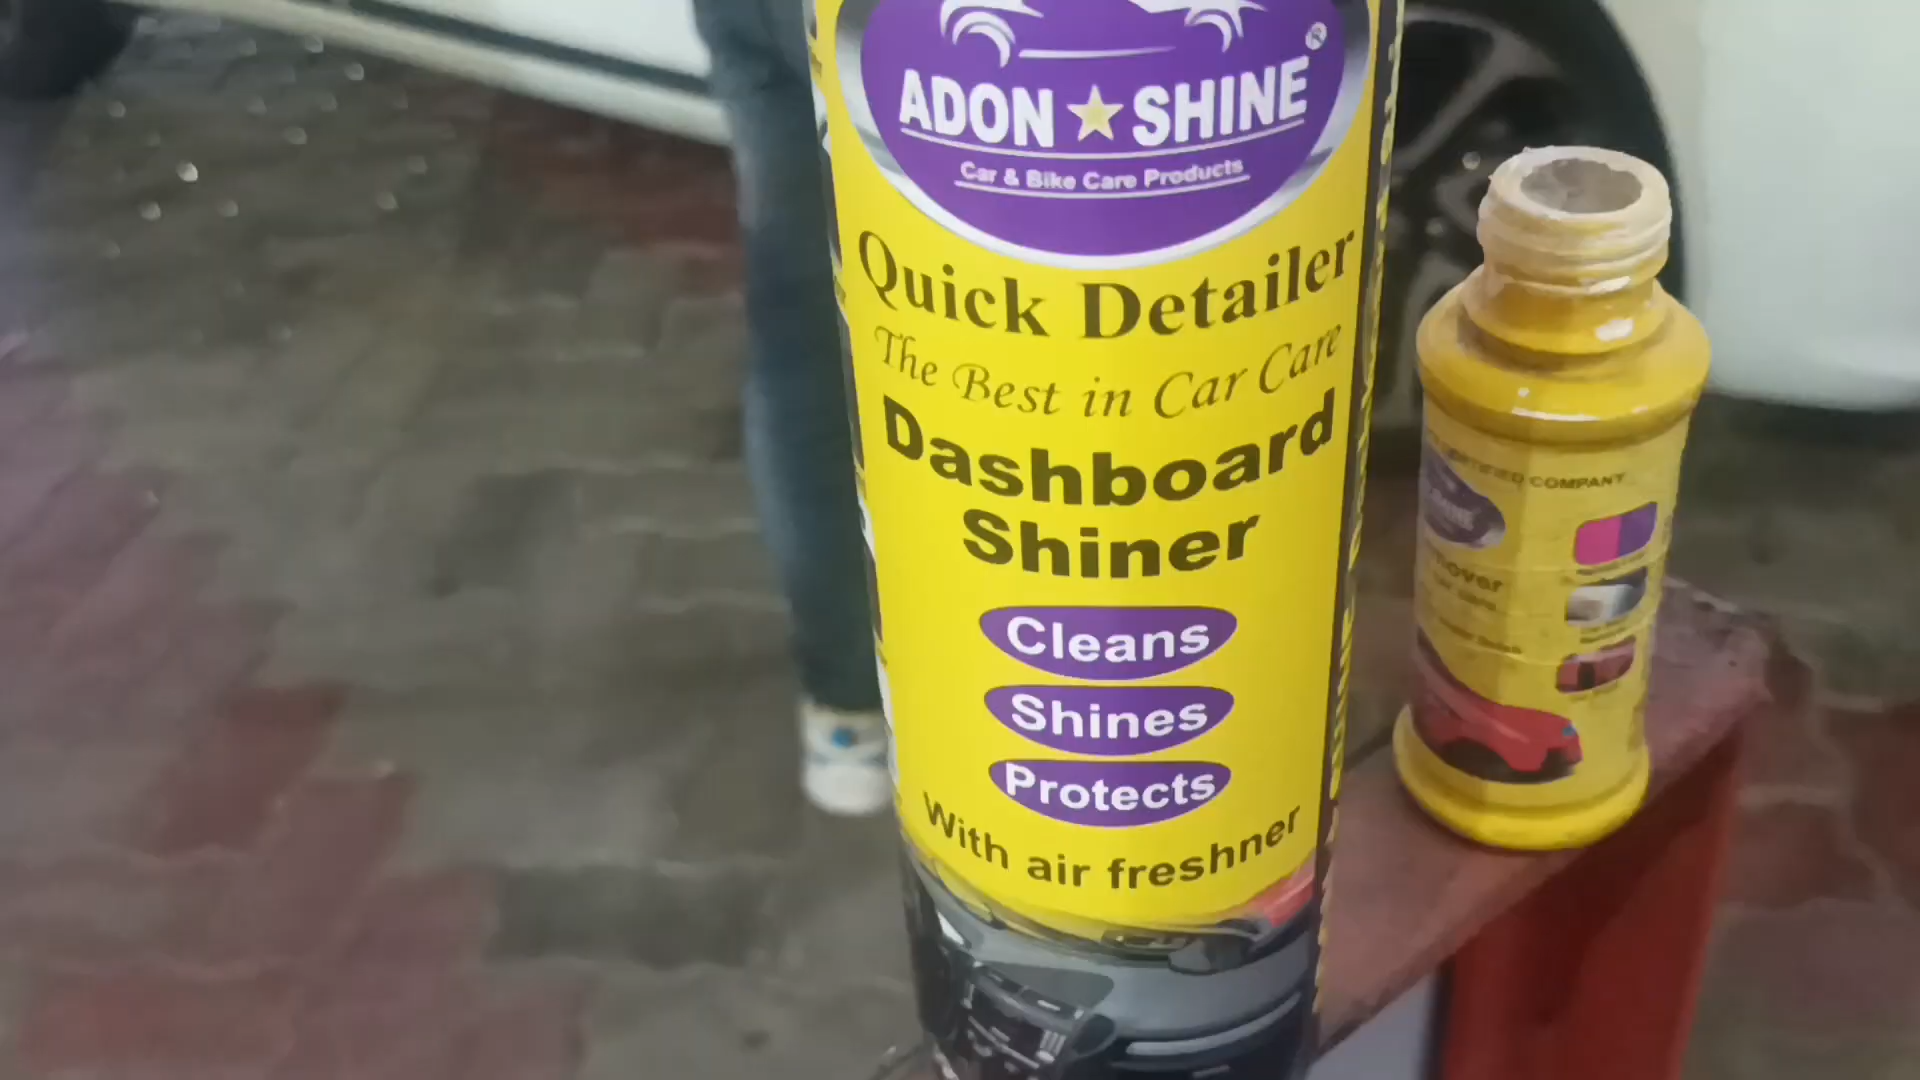 ADON SHINE ®
Car & Bike Care Products
Quick Detailer
The Best in Car Care
Dashboard
Shiner
Cleans
Shines
Protects
With air freshner
COMPANY